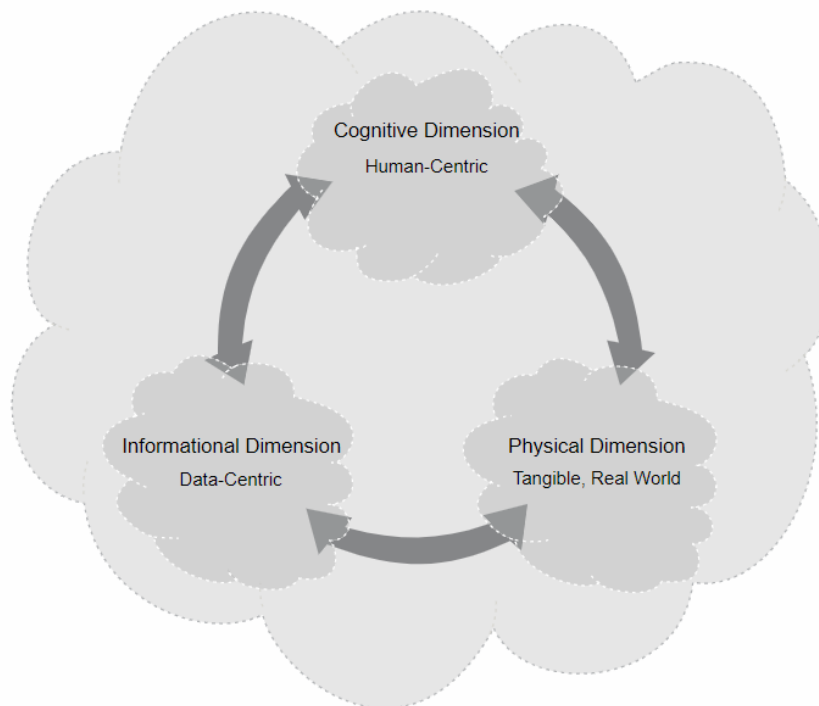 Cognitive Dimension
Human-Centric
Informational Dimension
Data-Centric
Physical Dimension
Tangible, Real World